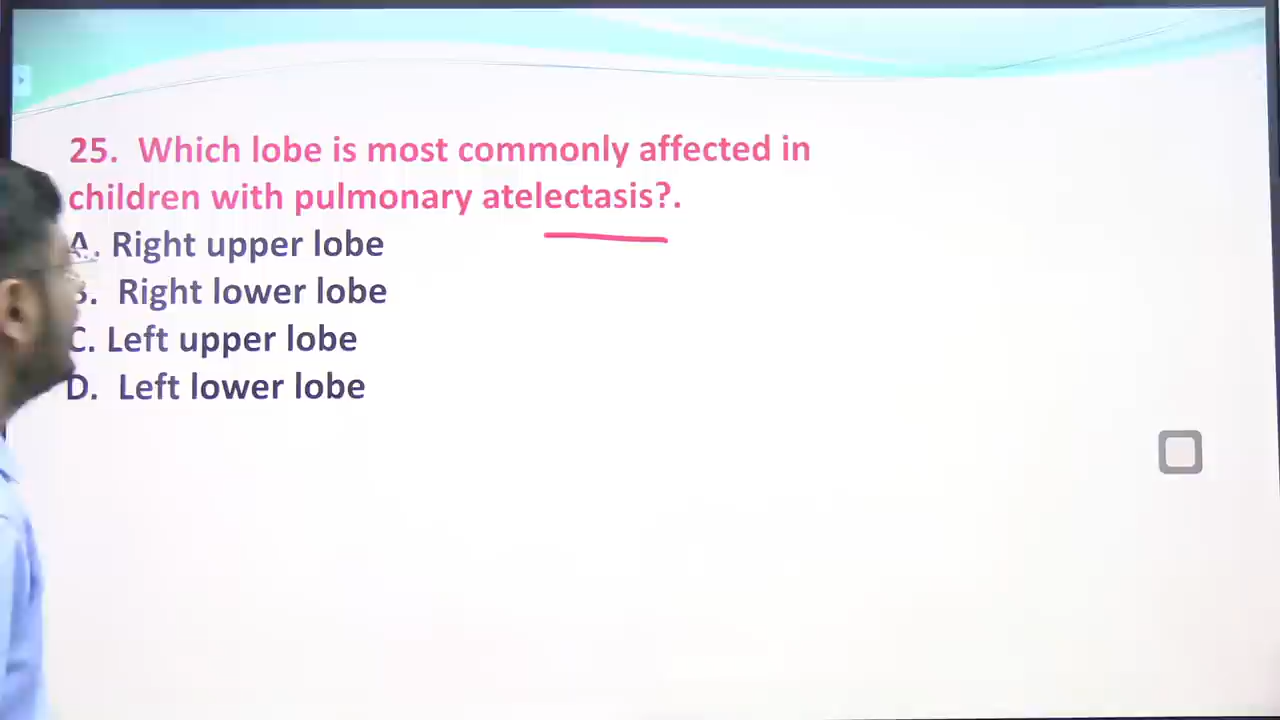 25. Which lobe is most commonly affected in
children with pulmonary atelectasis?.
A. Right upper lobe
B. Right lower lobe
C. Left upper lobe
D. Left lower lobe